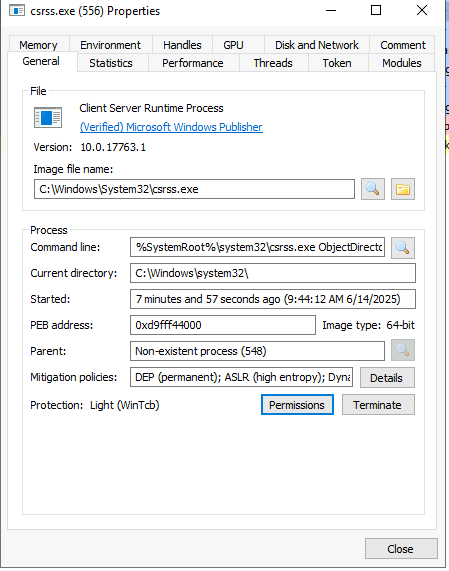 csrss.exe (556) Properties
Memory Environment Handles GPU Disk and Network Comment
General Statistics Performance Threads Token Modules
File
Client Server Runtime Process
(Verified) Microsoft Windows Publisher
Version: 10.0.17763.1
Image file name:
C:\Windows\System32\csrss.exe
Process
Command line: %SystemRoot%\system32\csrss.exe ObjectDirecto
Current directory: C:\Windows\system32\
Started: 7 minutes and 57 seconds ago (9:44:12 AM 6/14/2025)
PEB address: 0xd9fff44000 Image type: 64-bit
Parent: Non-existent process (548)
Mitigation policies: DEP (permanent); ASLR (high entropy); Dyna Details
Protection: Light (WinTcb) Permissions Terminate
Close